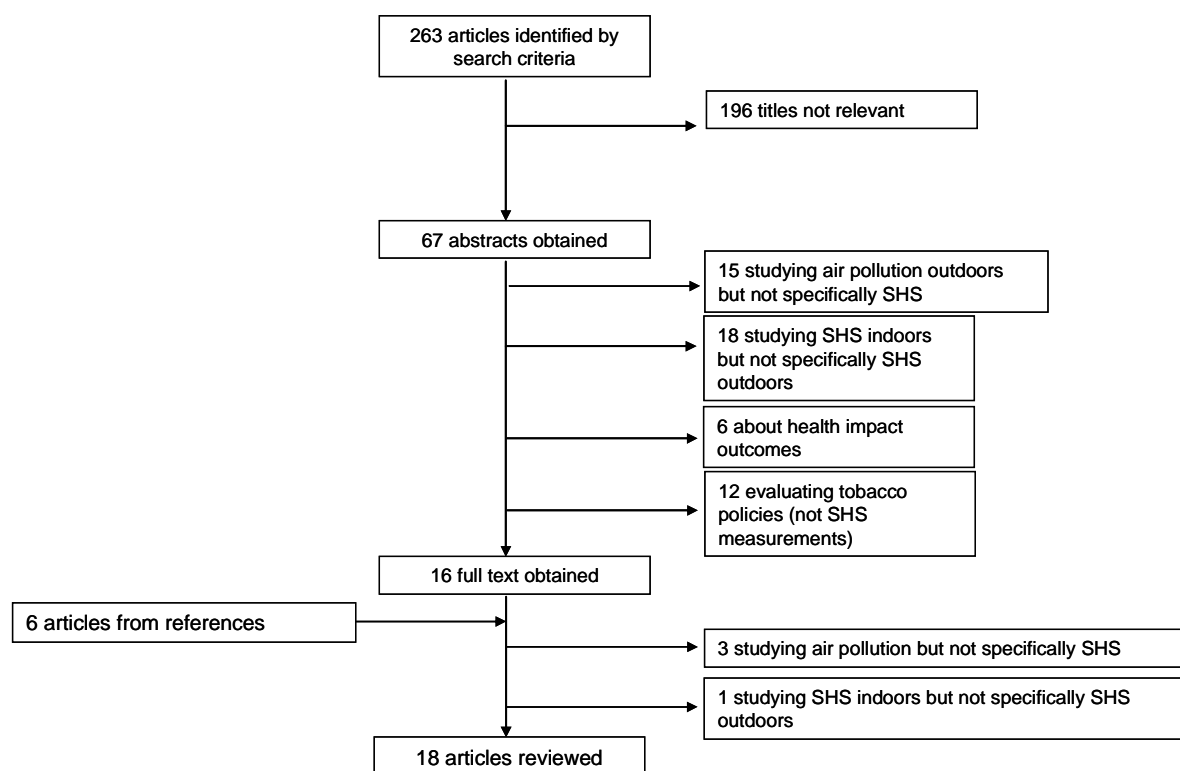 263 articles identified by
search criteria
196 titles not relevant
67 abstracts obtained
15 studying air pollution outdoors
but not specifically SHS
18 studying SHS indoors
but not specifically SHS
outdoors
6 about health impact
outcomes
12 evaluating tobacco
policies (not SHS
measurements)
16 full text obtained
6 articles from references
3 studying air pollution but not specifically SHS
1 studying SHS indoors but not specifically SHS
outdoors
18 articles reviewed